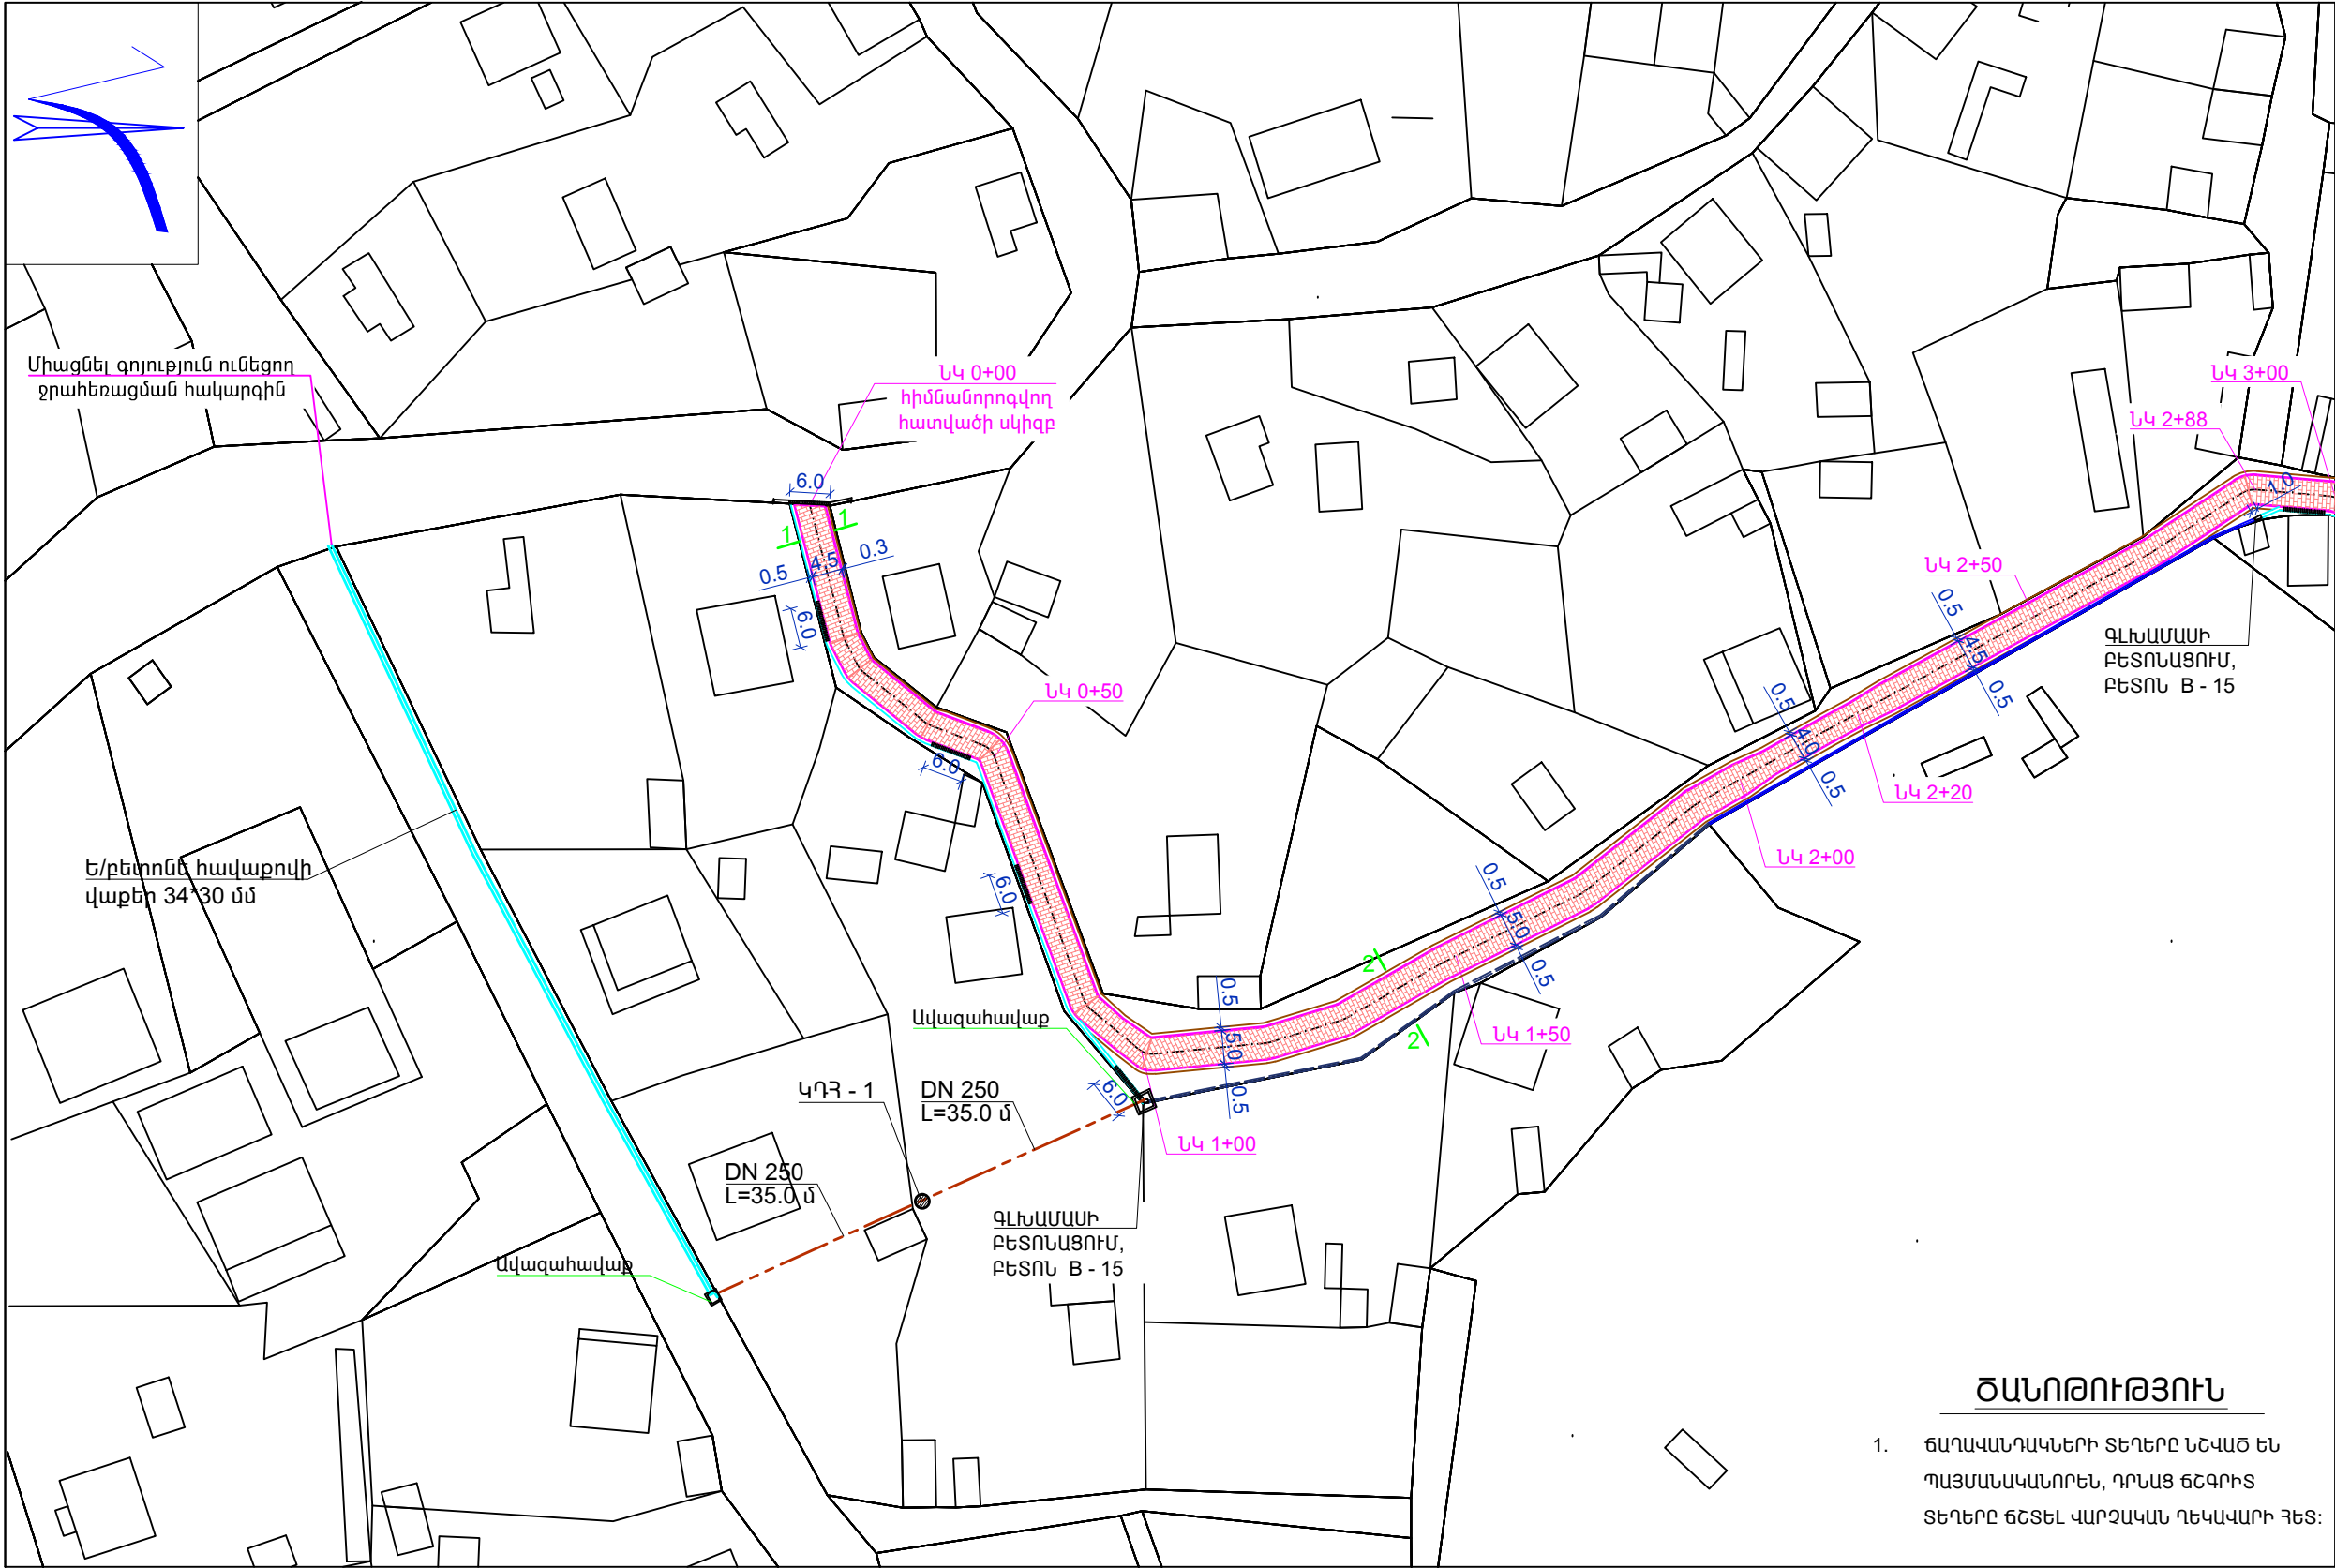 Միացնել գոյություն ունեցող
ջրահեռացման հակարգին
ՆԿ 0+00
հիմնանորոգվող
հատվածի սկիզբ
ՆԿ 3+00
ՆԿ 2+88
6.0
1
1
0.5
4.5
0.3
6.0
1.0
ՆԿ 2+50
0.5
4.5
0.5
ԳԼԽԱՄԱՍԻ
ԲԵՏՈՆԱՑՈՒՄ,
ԲԵՏՈՆ B - 15
ՆԿ 0+50
6.0
0.5
4.0
0.5
ՆԿ 2+20
ՆԿ 2+00
Ե/բետոնե հավաքովի
վաքեր 34*30 մմ
6.0
0.5
5.0
0.5
2
2
ՆԿ 1+50
Ավազահավաք
0.5
5.0
0.5
6.0
ԿԴՀ - 1
DN 250
L=35.0 մ
ՆԿ 1+00
DN 250
L=35.0 մ
ԳԼԽԱՄԱՍԻ
ԲԵՏՈՆԱՑՈՒՄ,
ԲԵՏՈՆ B - 15
Ավազահավաք
ԾԱՆՈԹՈՒԹՅՈՒՆ
1. ՃԱՂԱՎԱՆԴԱԿՆԵՐԻ ՏԵՂԵՐԸ ՆՇՎԱԾ ԵՆ
ՊԱՅՄԱՆԱԿԱՆՈՐԵՆ, ԴՐՆԱՑ ՃՇԳՐԻՏ
ՏԵՂԵՐԸ ՃՇՏԵԼ ՎԱՐՉԱԿԱՆ ՂԵԿԱՎԱՐԻ ՀԵՏ: